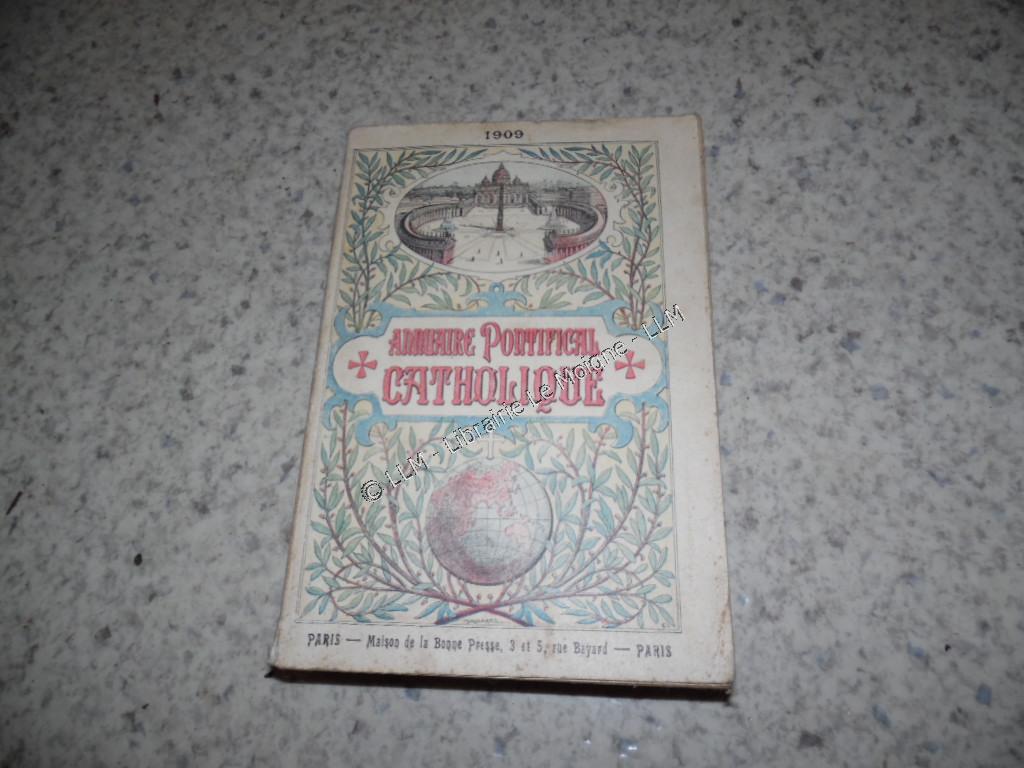 1909
ANNUAIRE PONTIFICAL
CATHOLIQUE
© LLM - Librairie Le Moigne - LLM
PARIS — Maison de la Bonne Presse, 3 et 5, rue Bayard — PARIS